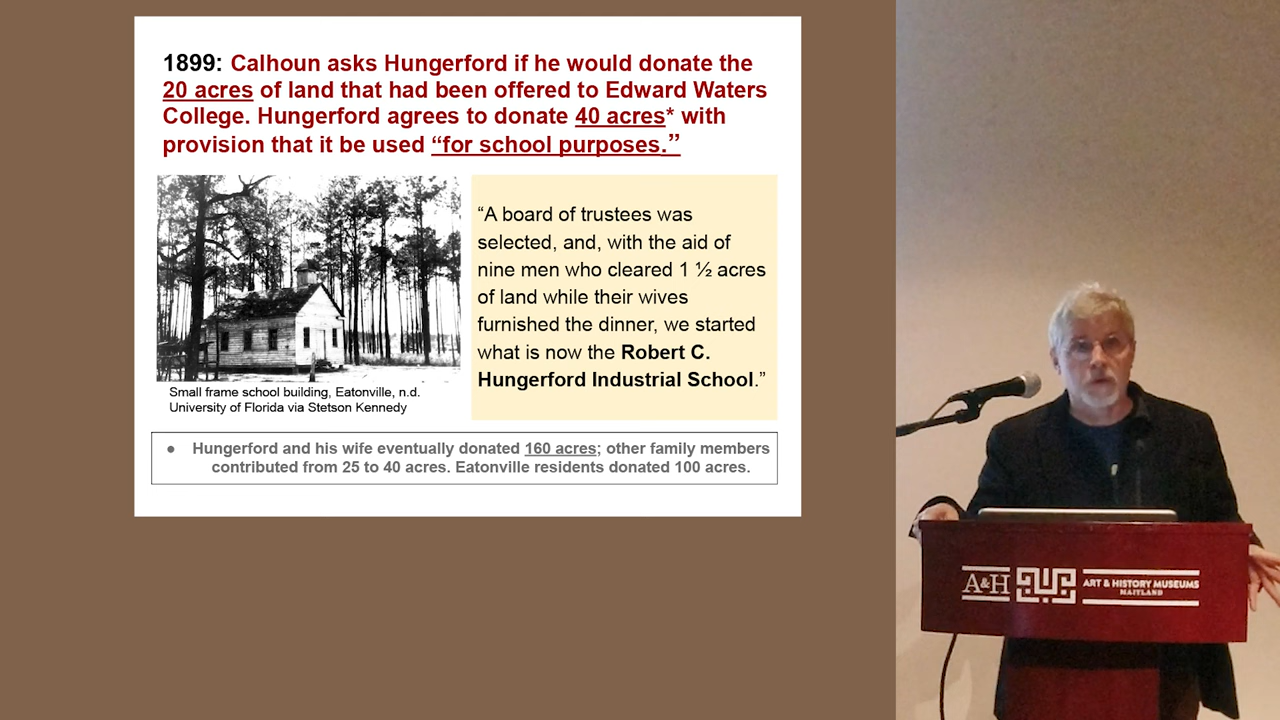 1899: Calhoun asks Hungerford if he would donate the
20 acres of land that had been offered to Edward Waters
College. Hungerford agrees to donate 40 acres* with
provision that it be used “for school purposes.”
“A board of trustees was
selected, and, with the aid of
nine men who cleared 1 ½ acres
of land while their wives
furnished the dinner, we started
what is now the Robert C.
Hungerford Industrial School.”
Small frame school building, Eatonville, n.d.
University of Florida via Stetson Kennedy
● Hungerford and his wife eventually donated 160 acres; other family members
contributed from 25 to 40 acres. Eatonville residents donated 100 acres.
A&H
ART & HISTORY MUSEUMS
MAITLAND